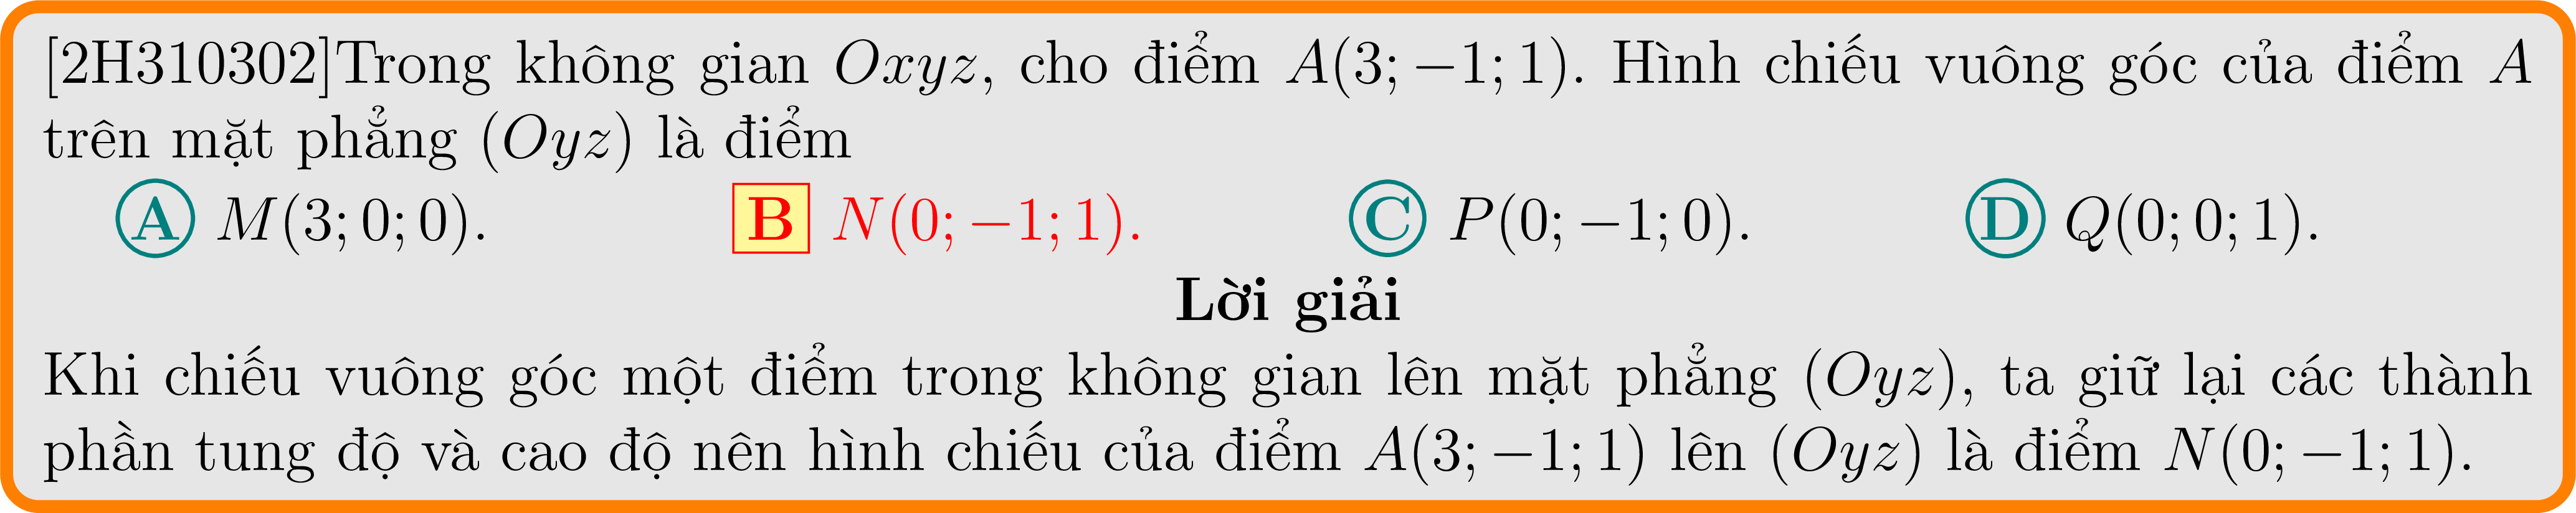 [2H310302]Trong không gian Oxyz, cho điểm A(3; −1; 1). Hình chiếu vuông góc của điểm A
trên mặt phẳng (Oyz) là điểm
A M(3; 0; 0). B N(0; −1; 1). C P(0; −1; 0). D Q(0; 0; 1).
Lời giải
Khi chiếu vuông góc một điểm trong không gian lên mặt phẳng (Oyz), ta giữ lại các thành
phần tung độ và cao độ nên hình chiếu của điểm A(3; −1; 1) lên (Oyz) là điểm N(0; −1; 1).